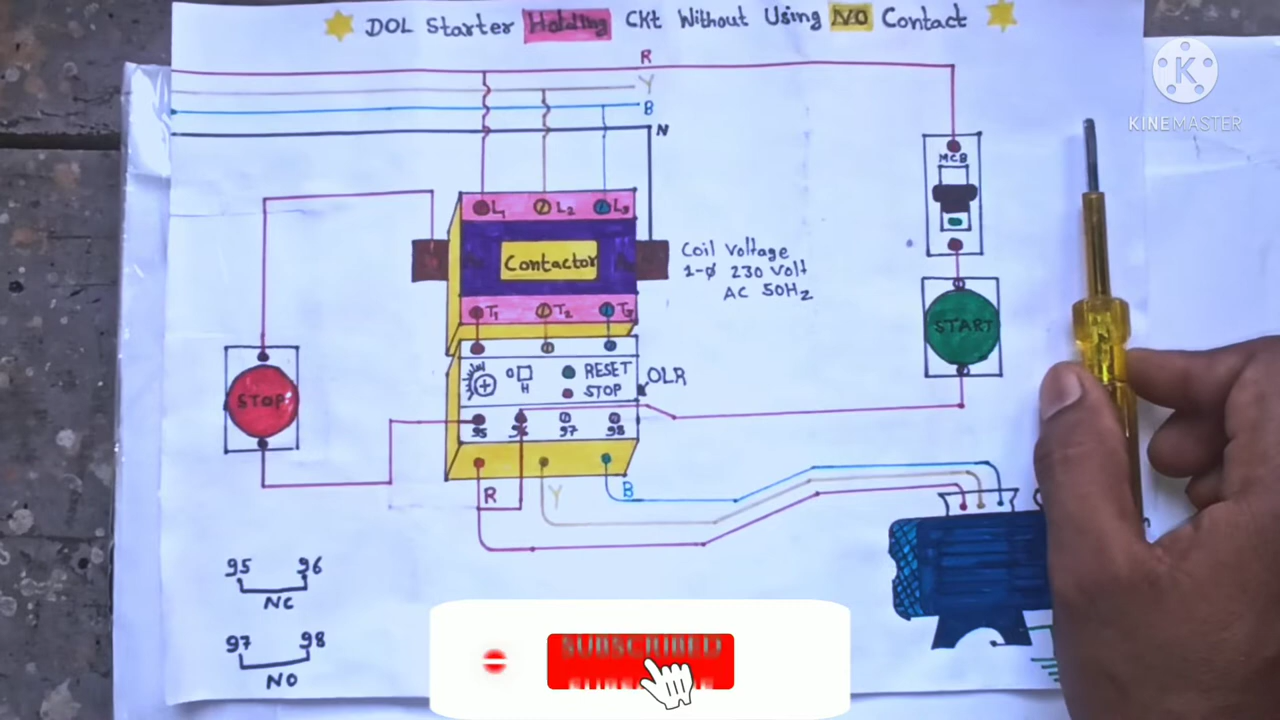 DOL Starter Holding CKt Without Using NO Contact
R
Y
B
N
K
KINEMASTER
MCB
L1 L2 L3
Contactor
Coil Voltage
1-Φ 230 Volt
AC 50Hz
T1 T2 T3
START
STOP
O
H
RESET
STOP
OLR
95 96 97 98
R Y B
95 96
NC
97 98
NO
SUBSCRIBED